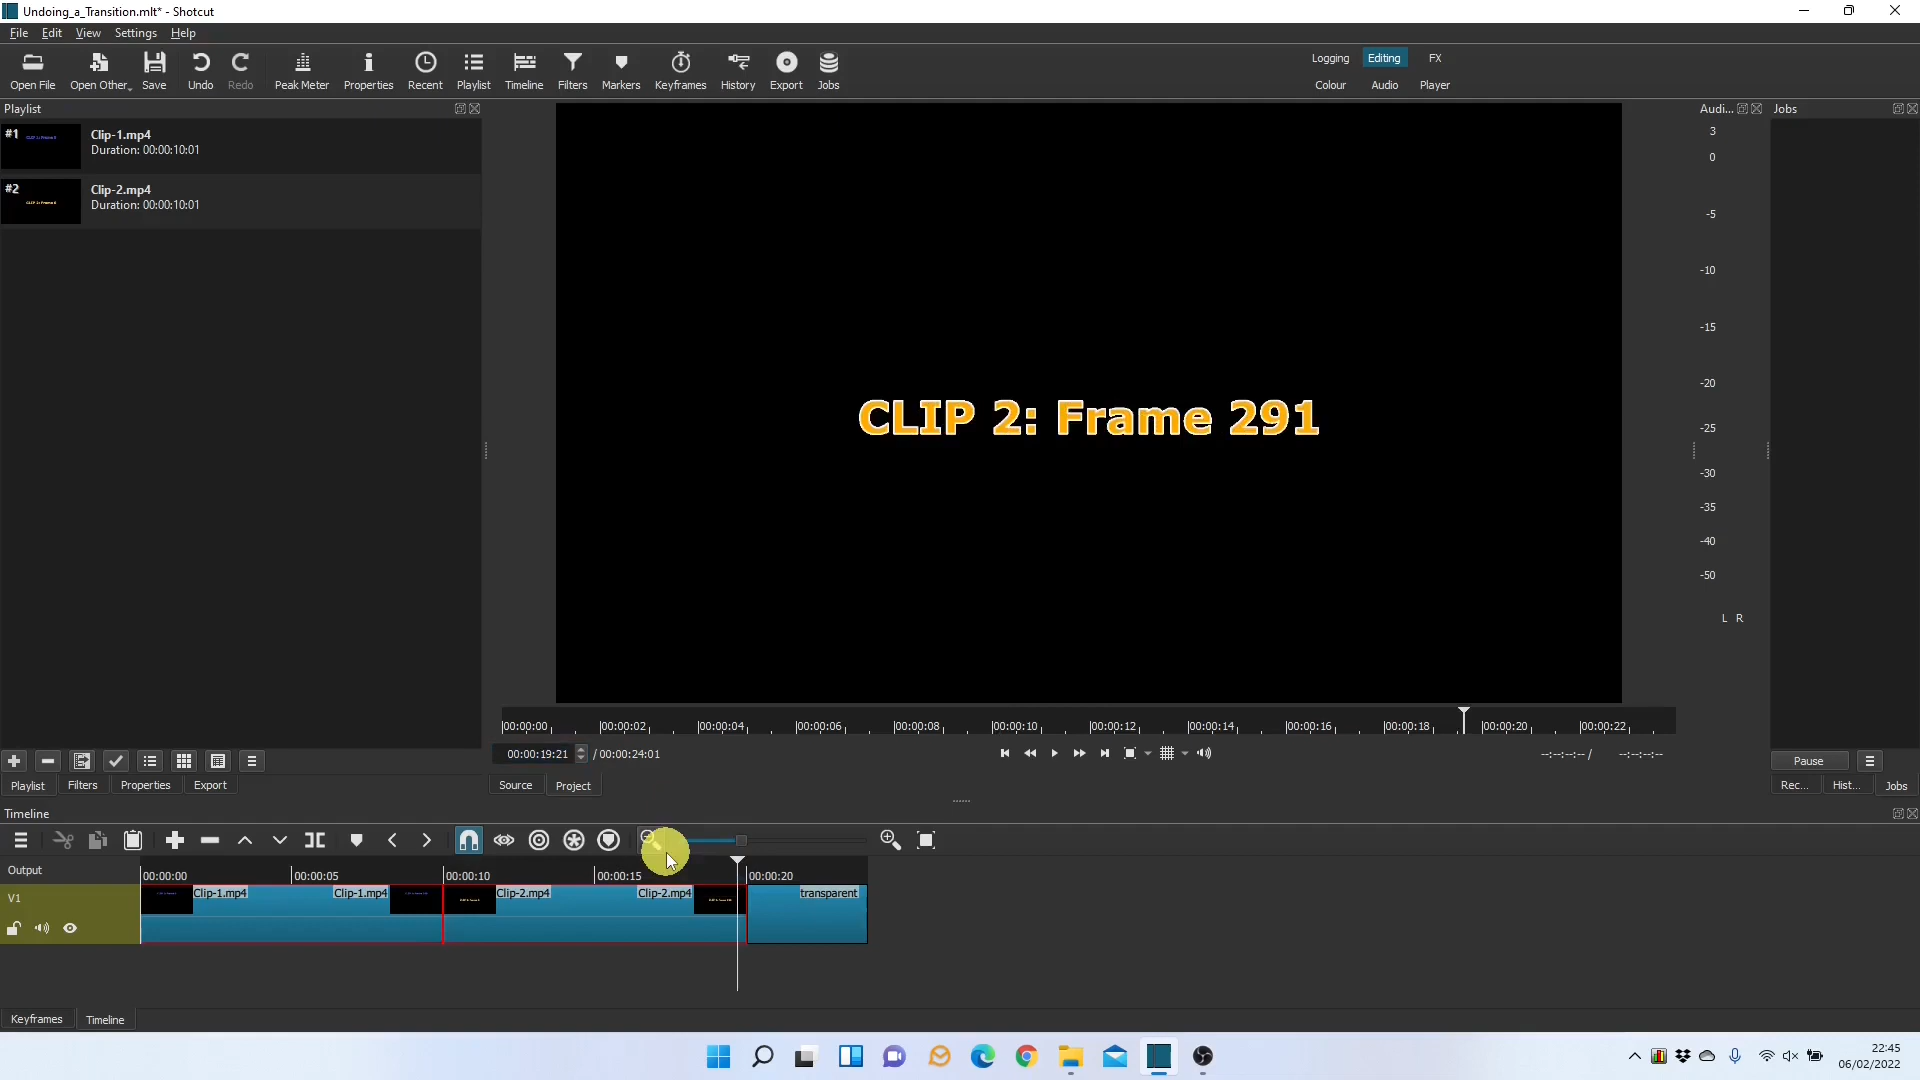 Undoing_a_Transition.mlt* - Shotcut
File Edit View Settings Help
Open File Open Other... Save Undo Redo Peak Meter Properties Recent Playlist Timeline Filters Markers Keyframes History Export Jobs
Logging Editing FX
Colour Audio Player
Playlist
Audi...
Jobs
#1
Clip-1.mp4
Duration: 00:00:10:01
#2
Clip-2.mp4
Duration: 00:00:10:01
CLIP 2: Frame 291
3
0
-5
-10
-15
-20
-25
-30
-35
-40
-50
L R
00:00:00 00:00:02 00:00:04 00:00:06 00:00:08 00:00:10 00:00:12 00:00:14 00:00:16 00:00:18 00:00:20 00:00:22
00:00:19:21 / 00:00:24:01
--:--:--:-- / --:--:--:--
Pause
Playlist Filters Properties Export
Source Project
Rec... Hist... Jobs
Timeline
Output
00:00:00 00:00:05 00:00:10 00:00:15 00:00:20
V1
Clip-1.mp4 Clip-1.mp4 Clip-2.mp4 Clip-2.mp4 transparent
Keyframes Timeline
22:45
06/02/2022